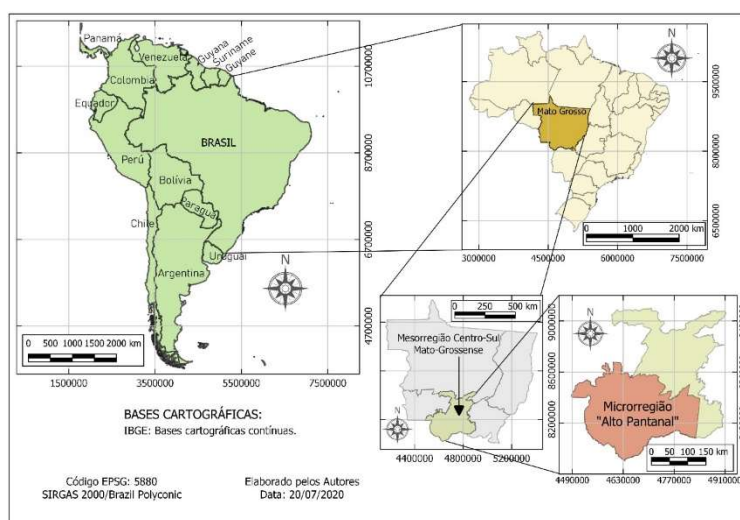 Panamá
Venezuela
Guyana
Suriname
Guyane
Colombia
Equador
BRASIL
Perú
Bolívia
Paraguai
Chile
Uruguai
Argentina
N
0 500 1000 1500 2000 km
1500000 3500000 5500000 7500000
10700000
8700000
6700000
4700000
Mato Grosso
N
0 1000 2000 km
3000000 4500000 6000000 7500000
9500000
8000000
6500000
0 250 500 km
Mesorregião Centro-Sul
Mato-Grossense
N
4400000 4800000 5200000
9000000
8600000
8200000
N
Microrregião
"Alto Pantanal"
0 50 100 150 km
4490000 4630000 4770000 4910000
BASES CARTOGRÁFICAS:
IBGE: Bases cartográficas contínuas.
Código EPSG: 5880
SIRGAS 2000/Brazil Polyconic
Elaborado pelos Autores
Data: 20/07/2020